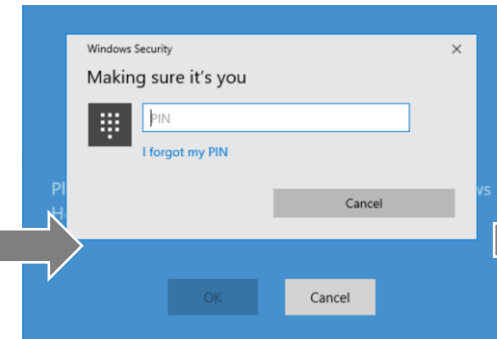 Windows Security
Making sure it's you
PIN
I forgot my PIN
Cancel
OK
Cancel